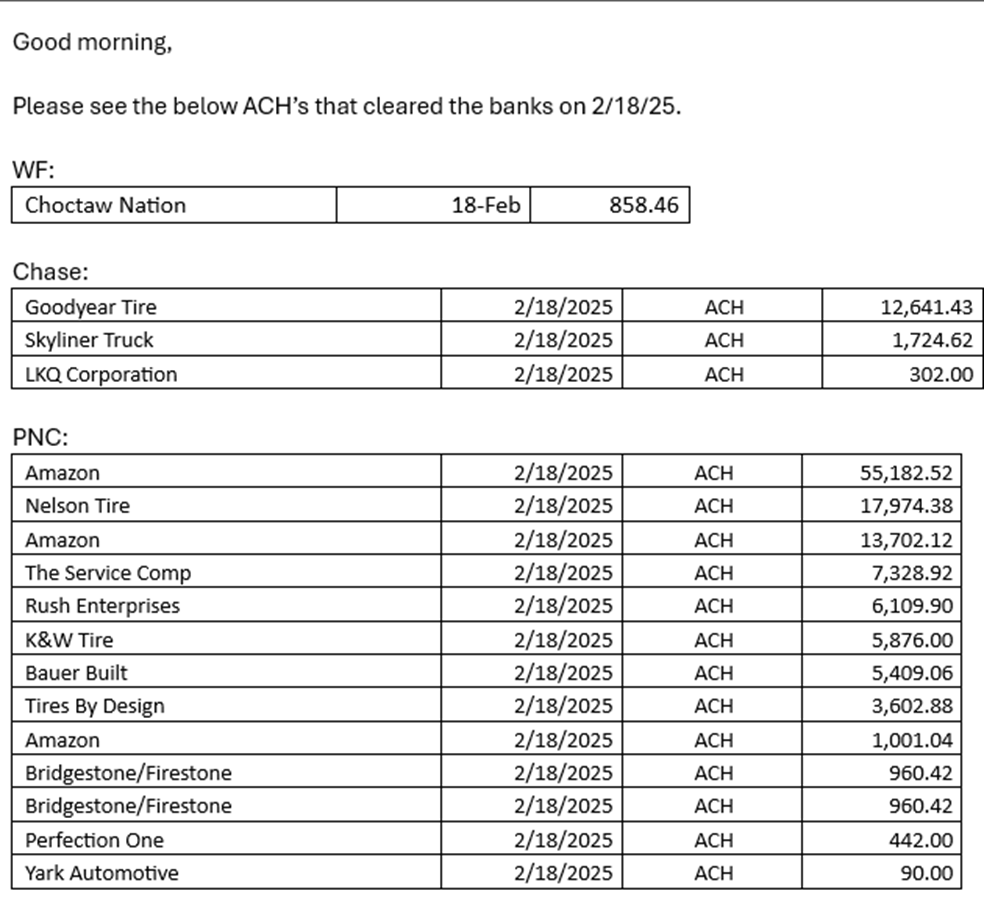 Good morning,
Please see the below ACH’s that cleared the banks on 2/18/25.
WF:
Choctaw Nation 18-Feb 858.46
Chase:
Goodyear Tire 2/18/2025 ACH 12,641.43
Skyliner Truck 2/18/2025 ACH 1,724.62
LKQ Corporation 2/18/2025 ACH 302.00
PNC:
Amazon 2/18/2025 ACH 55,182.52
Nelson Tire 2/18/2025 ACH 17,974.38
Amazon 2/18/2025 ACH 13,702.12
The Service Comp 2/18/2025 ACH 7,328.92
Rush Enterprises 2/18/2025 ACH 6,109.90
K&W Tire 2/18/2025 ACH 5,876.00
Bauer Built 2/18/2025 ACH 5,409.06
Tires By Design 2/18/2025 ACH 3,602.88
Amazon 2/18/2025 ACH 1,001.04
Bridgestone/Firestone 2/18/2025 ACH 960.42
Bridgestone/Firestone 2/18/2025 ACH 960.42
Perfection One 2/18/2025 ACH 442.00
Yark Automotive 2/18/2025 ACH 90.00